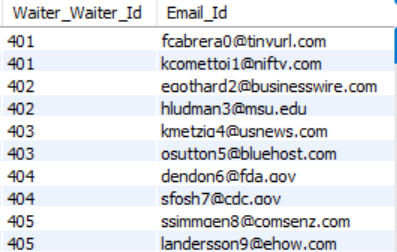 Waiter_Waiter_Id Email_Id
401 fcabrera0@tinyurl.com
401 kcomettoi1@nifty.com
402 egothard2@businesswire.com
402 hludman3@msu.edu
403 kmetzig4@usnews.com
403 osutton5@bluehost.com
404 dendon6@fda.gov
404 sfosh7@cdc.gov
405 ssimmgen8@comsenz.com
405 landersson9@ehow.com